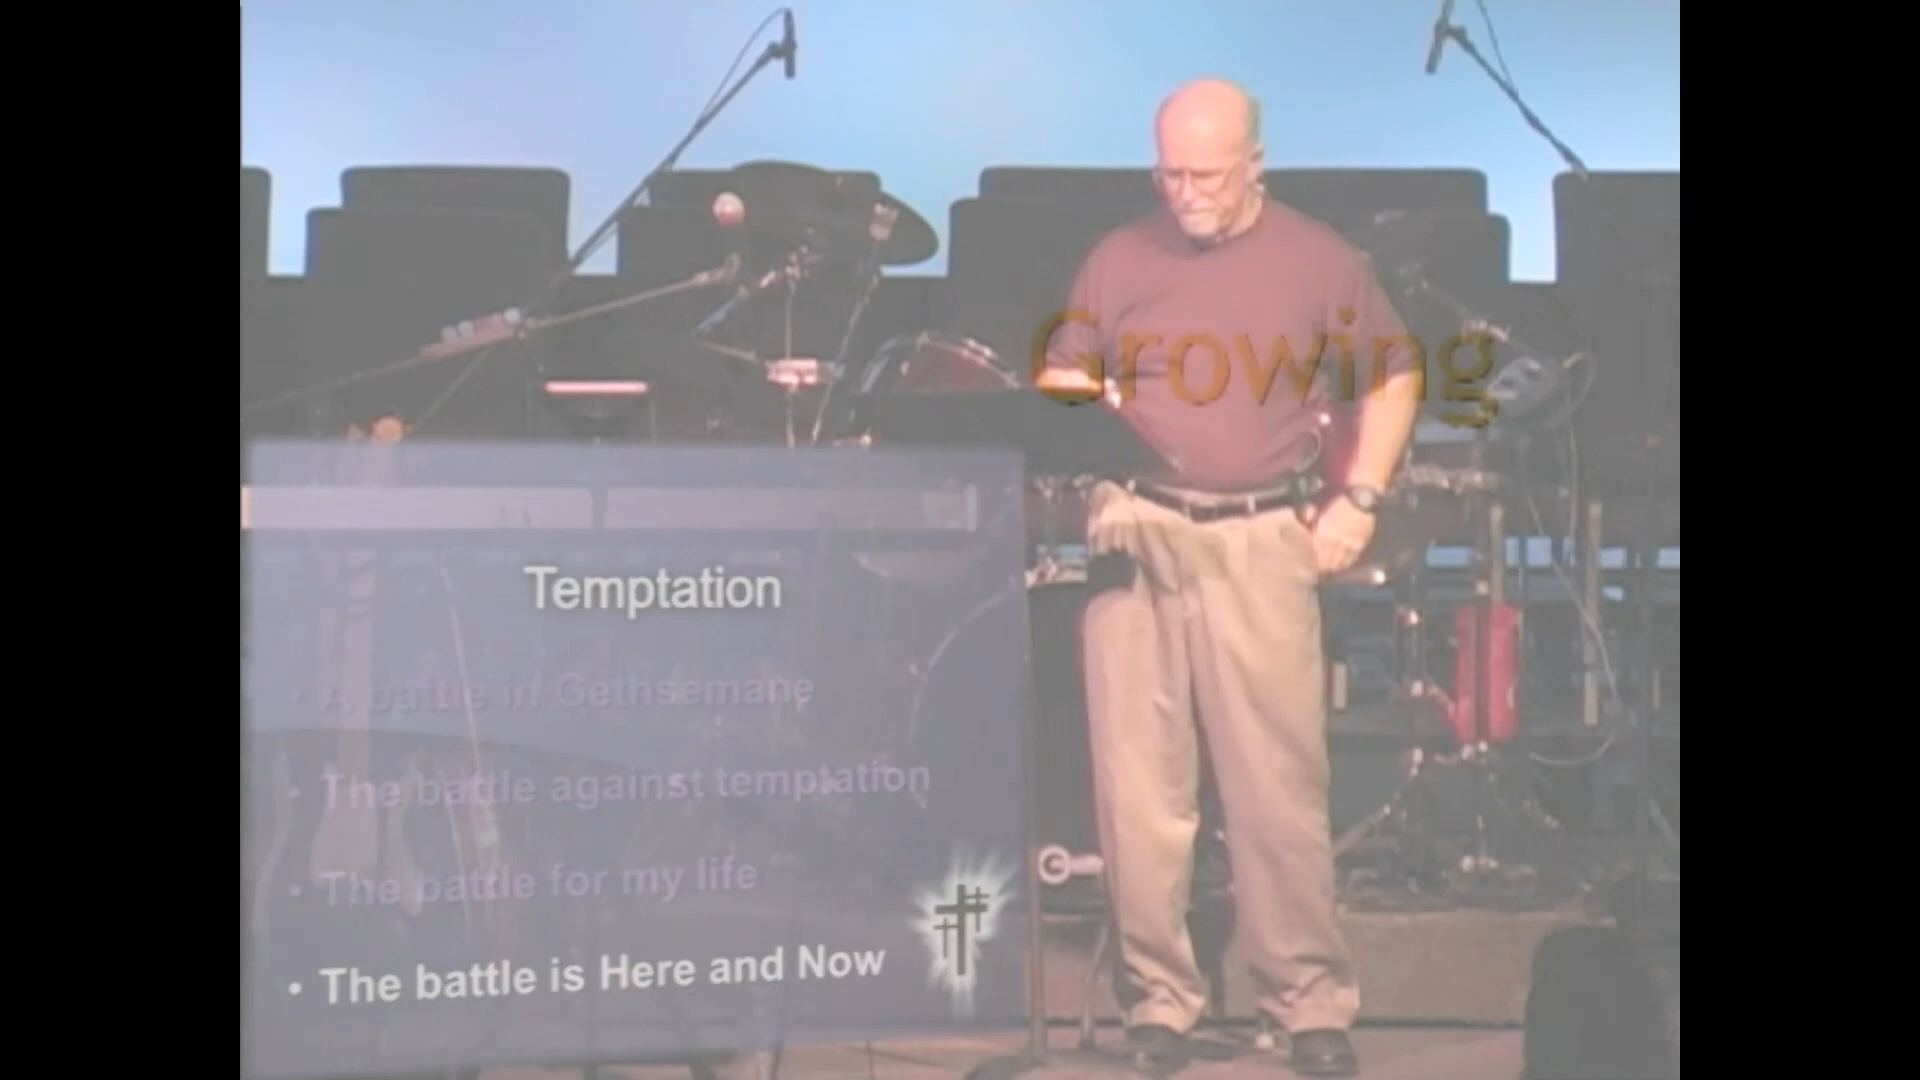 Growing
Temptation
• A battle in Gethsemane
• The battle against temptation
• The battle for my life
• The battle is Here and Now